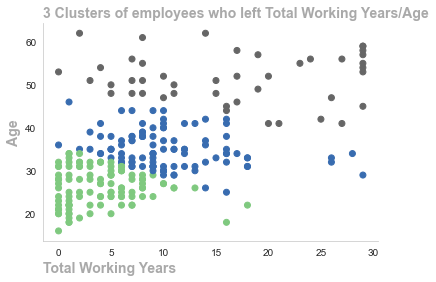 3 Clusters of employees who left Total Working Years/Age
60
50
40
30
20
Age
0 5 10 15 20 25 30
Total Working Years